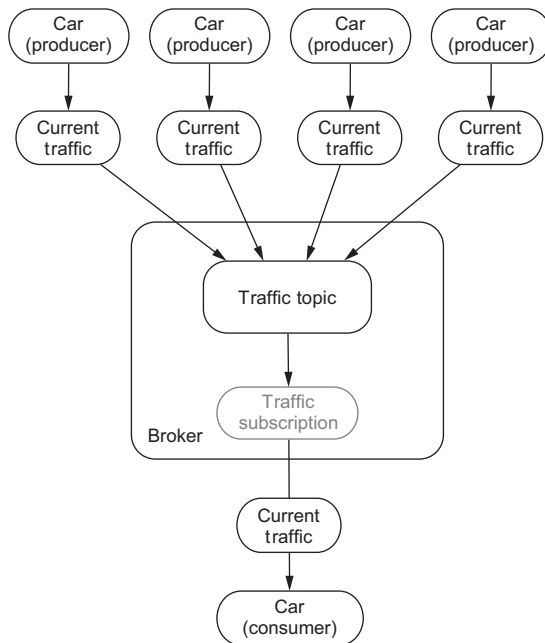 Car
(producer)
Car
(producer)
Car
(producer)
Car
(producer)
Current
traffic
Current
traffic
Current
traffic
Current
traffic
Traffic topic
Traffic
subscription
Broker
Current
traffic
Car
(consumer)